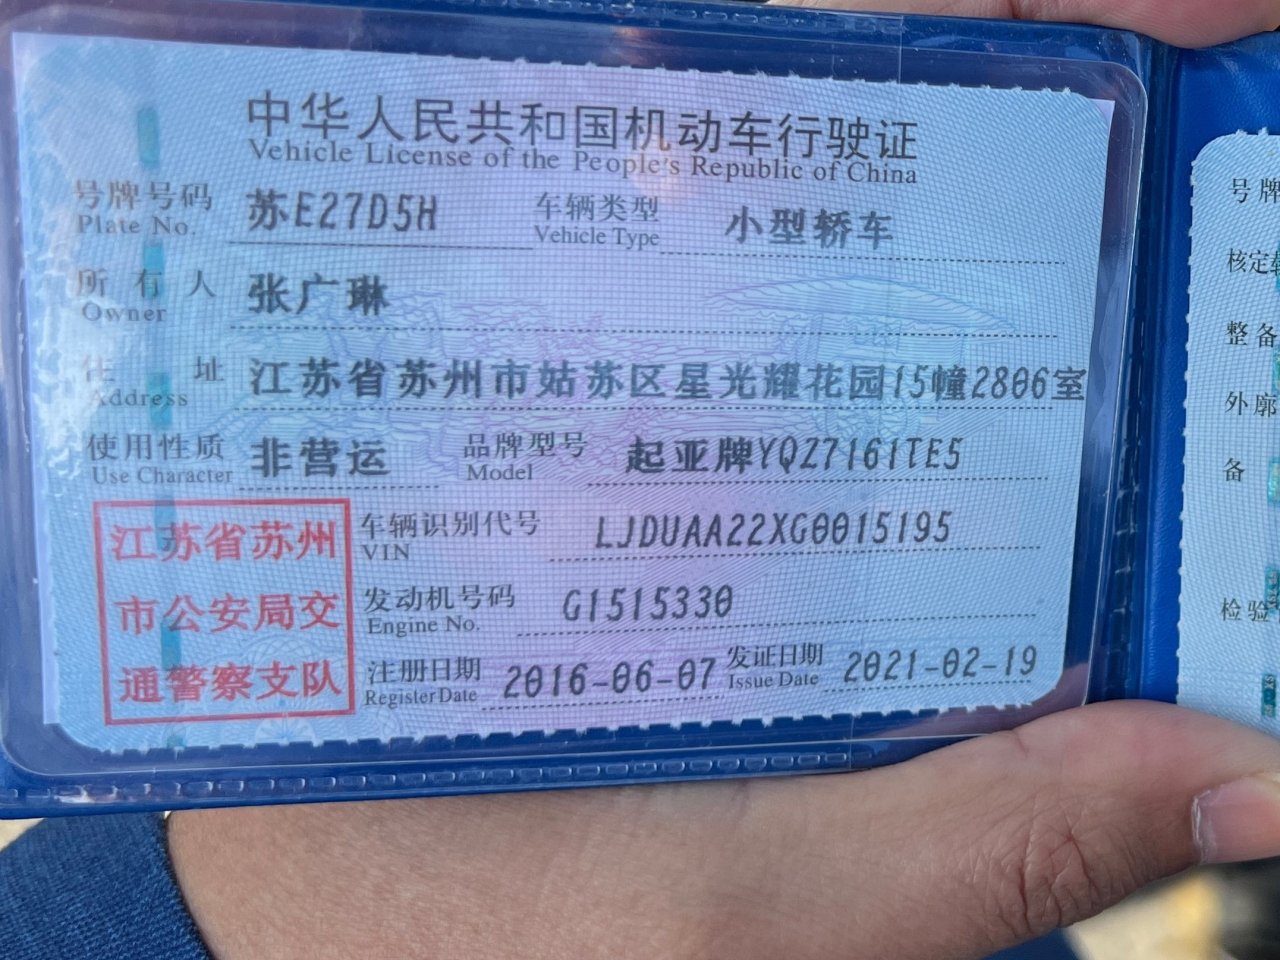 中华人民共和国机动车行驶证
Vehicle License of the People's Republic of China
号牌号码 苏E27D5H 车辆类型 小型轿车
Plate No. Vehicle Type
所有人 张广琳
Owner
住址 江苏省苏州市姑苏区星光耀花园15幢2806室
Address
使用性质 非营运 品牌型号 起亚牌YQZ7161TE5
Use Character Model
江苏省苏州
市公安局交
通警察支队
车辆识别代号 LJDUAA22XG0015195
VIN
发动机号码 G1515330
Engine No.
注册日期 2016-06-07 发证日期 2021-02-19
Register Date Issue Date
号牌
核定
整备
外廓
备
检验